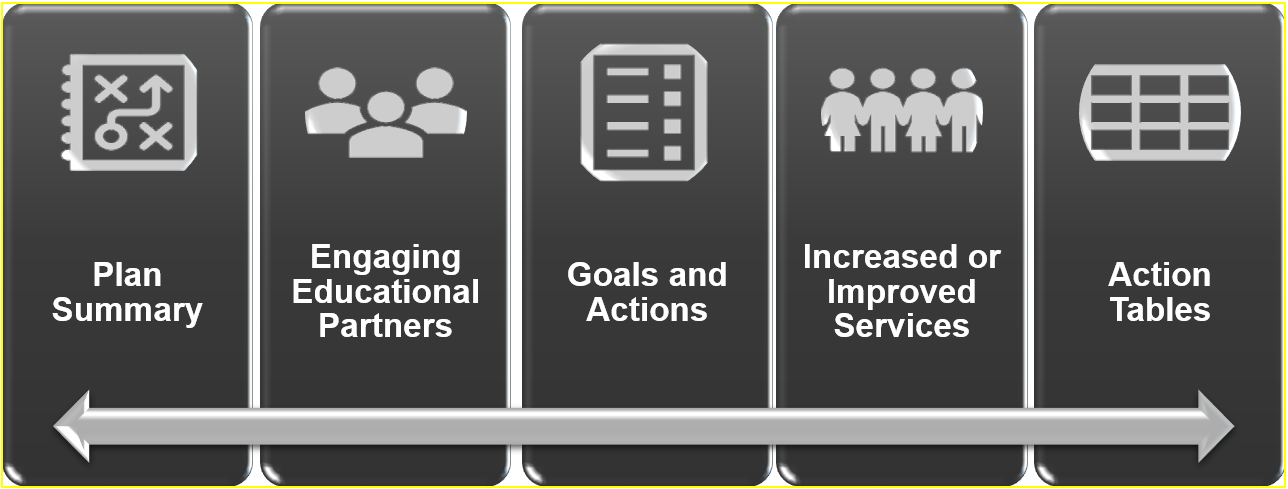 Plan
Summary
Engaging
Educational
Partners
Goals and
Actions
Increased or
Improved
Services
Action
Tables